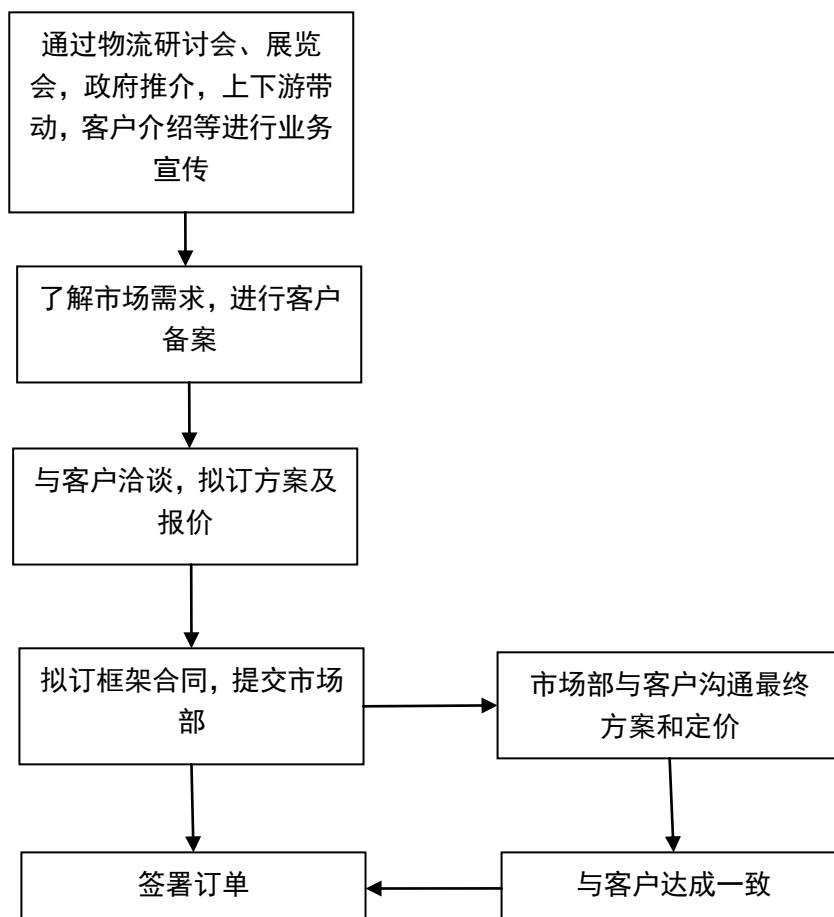 通过物流研讨会、展览
会，政府推介，上下游带
动，客户介绍等进行业务
宣传
了解市场需求，进行客户
备案
与客户洽谈，拟订方案及
报价
拟订框架合同，提交市场
部
市场部与客户沟通最终
方案和定价
签署订单
与客户达成一致